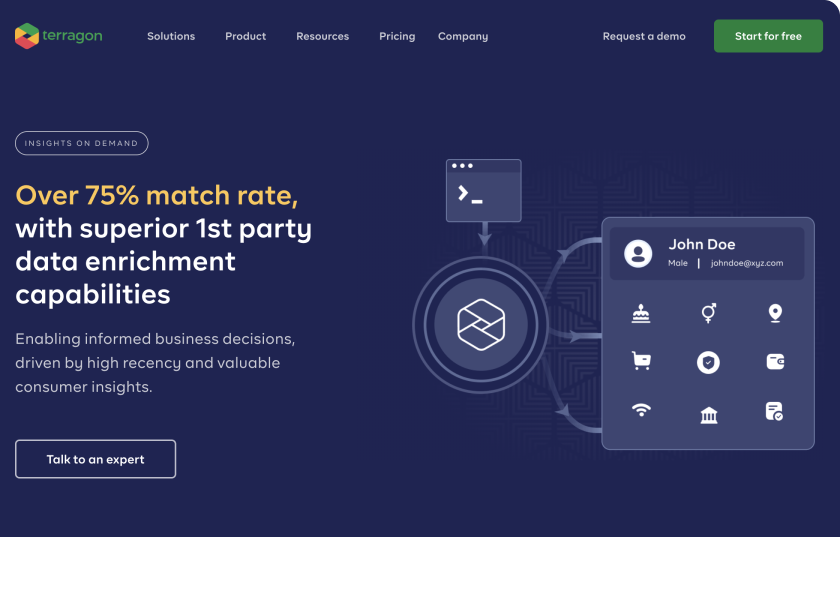 terragon
Solutions
Product
Resources
Pricing
Company
Request a demo
Start for free
INSIGHTS ON DEMAND
Over 75% match rate,
with superior 1st party
data enrichment
capabilities
Enabling informed business decisions,
driven by high recency and valuable
consumer insights.
Talk to an expert
John Doe
Male | johndoe@xyz.com